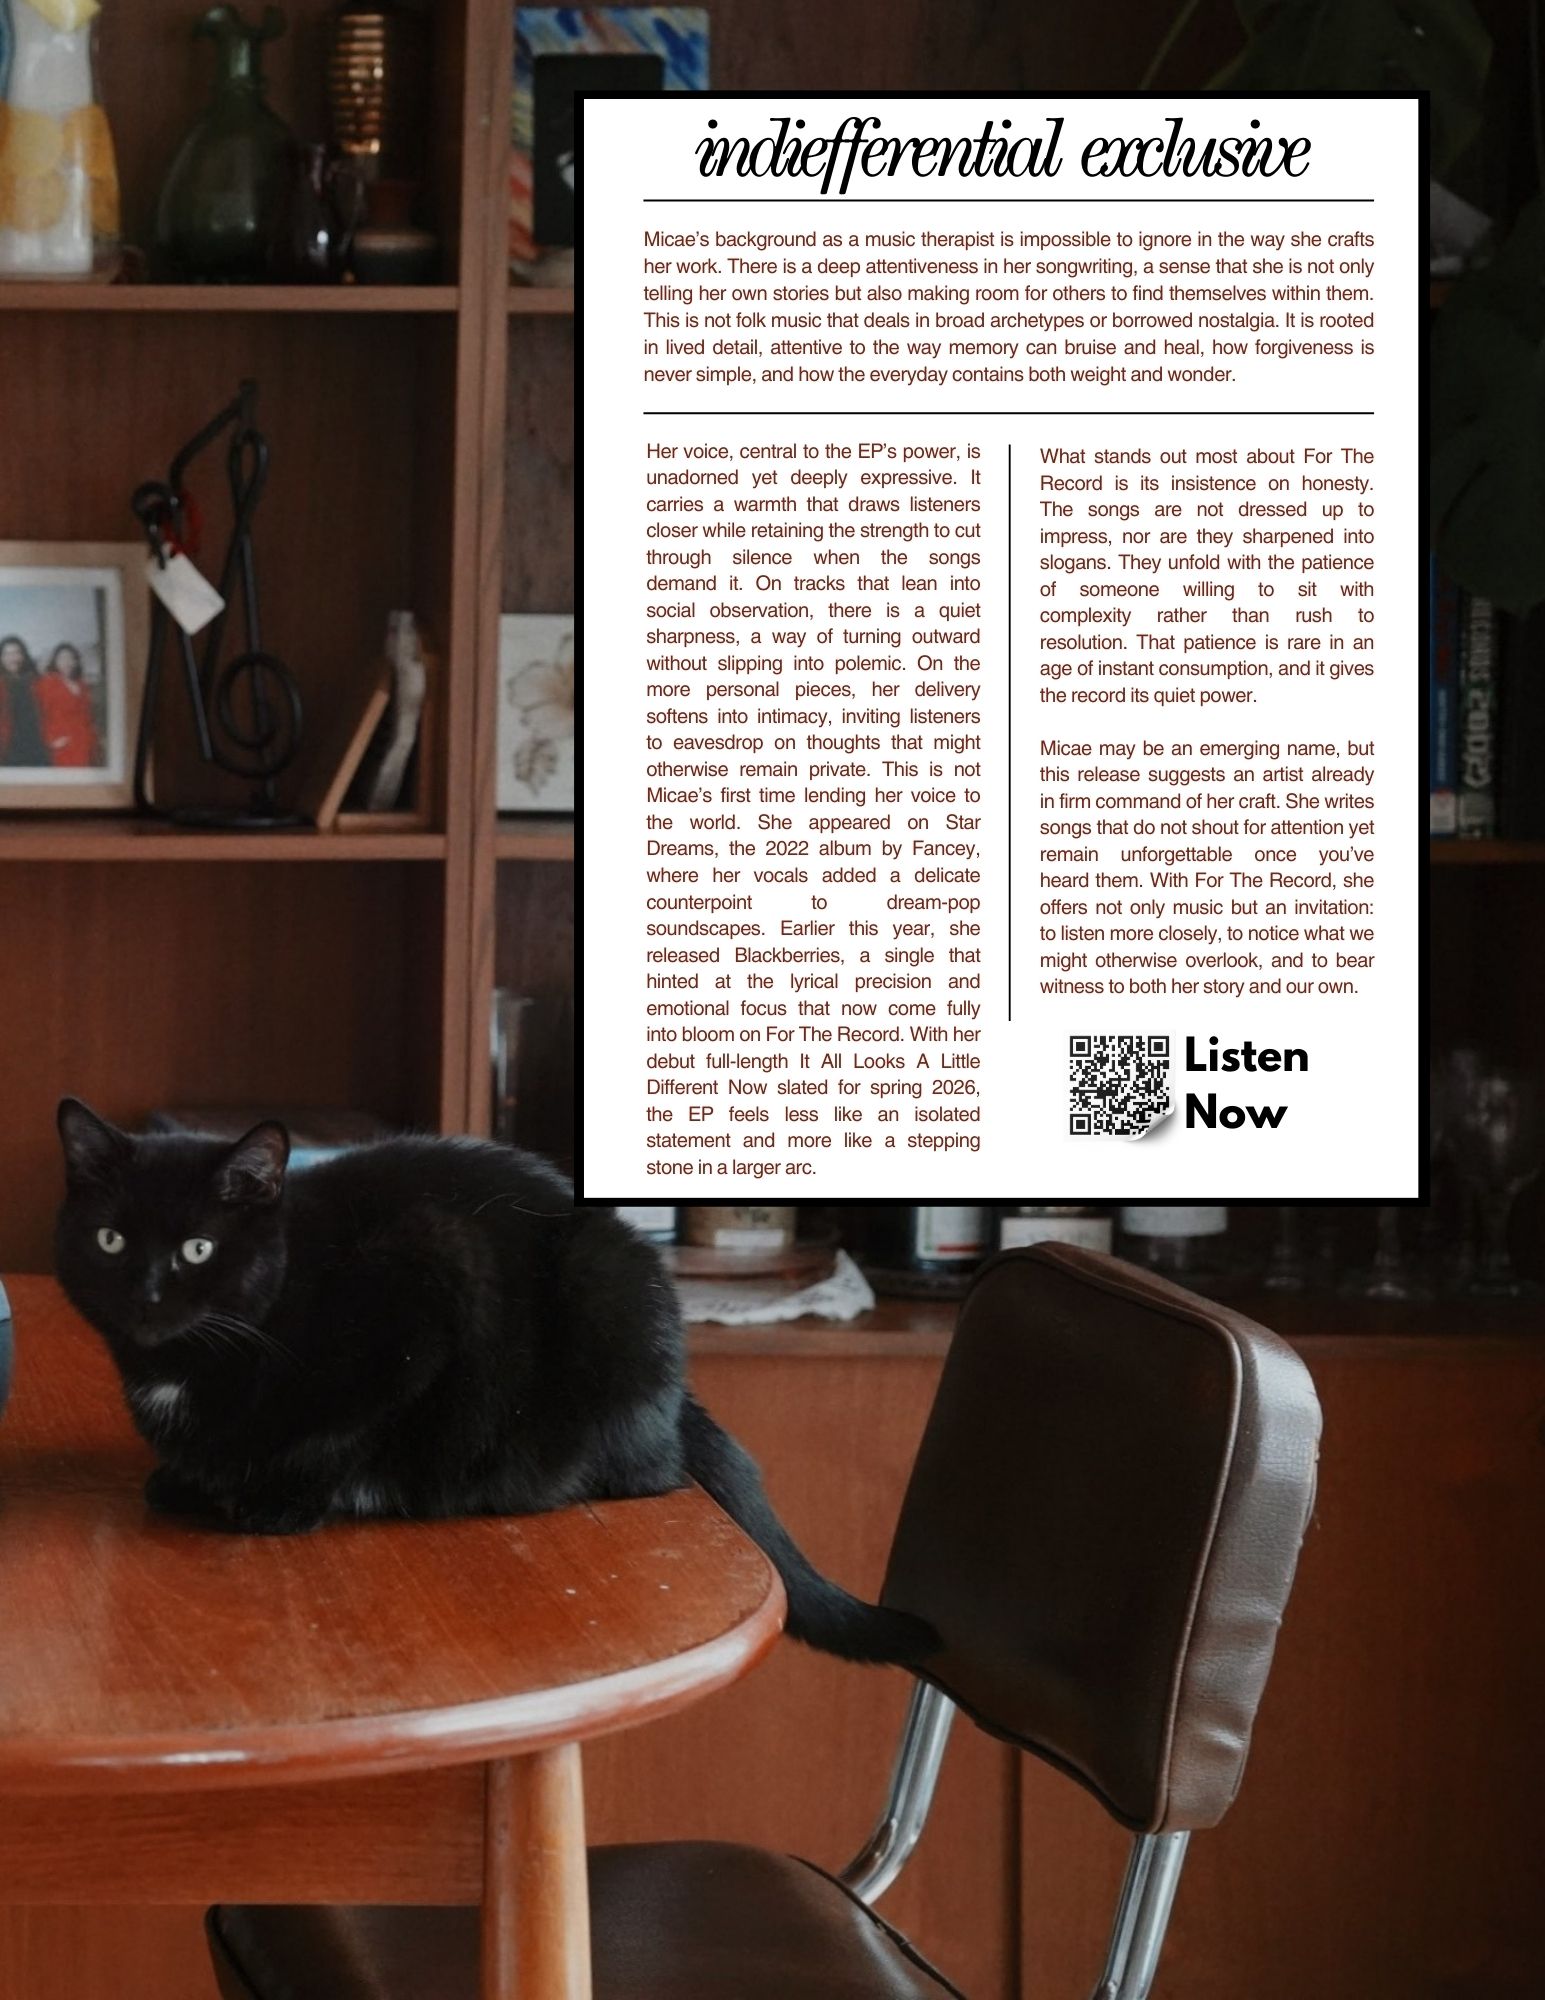 indiefferential exclusive
Micae's background as a music therapist is impossible to ignore in the way she crafts
her work. There is a deep attentiveness in her songwriting, a sense that she is not only
telling her own stories but also making room for others to find themselves within them.
This is not folk music that deals in broad archetypes or borrowed nostalgia. It is rooted
in lived detail, attentive to the way memory can bruise and heal, how forgiveness is
never simple, and how the everyday contains both weight and wonder.
Her voice, central to the EP's power, is
unadorned yet deeply expressive. It
carries a warmth that draws listeners
closer while retaining the strength to cut
through silence when the songs
demand it. On tracks that lean into
social observation, there is a quiet
sharpness, a way of turning outward
without slipping into polemic. On the
more personal pieces, her delivery
softens into intimacy, inviting listeners
to eavesdrop on thoughts that might
otherwise remain private. This is not
Micae's first time lending her voice to
the world. She appeared on Star
Dreams, the 2022 album by Fancey,
where her vocals added a delicate
counterpoint to dream-pop
soundscapes. Earlier this year, she
released Blackberries, a single that
hinted at the lyrical precision and
emotional focus that now come fully
into bloom on For The Record. With her
debut full-length It All Looks A Little
Different Now slated for spring 2026,
the EP feels less like an isolated
statement and more like a stepping
stone in a larger arc.
What stands out most about For The
Record is its insistence on honesty.
The songs are not dressed up to
impress, nor are they sharpened into
slogans. They unfold with the patience
of someone willing to sit with
complexity rather than rush to
resolution. That patience is rare in an
age of instant consumption, and it gives
the record its quiet power.
Micae may be an emerging name, but
this release suggests an artist already
in firm command of her craft. She writes
songs that do not shout for attention yet
remain unforgettable once you've
heard them. With For The Record, she
offers not only music but an invitation:
to listen more closely, to notice what we
might otherwise overlook, and to bear
witness to both her story and our own.
Listen
Now